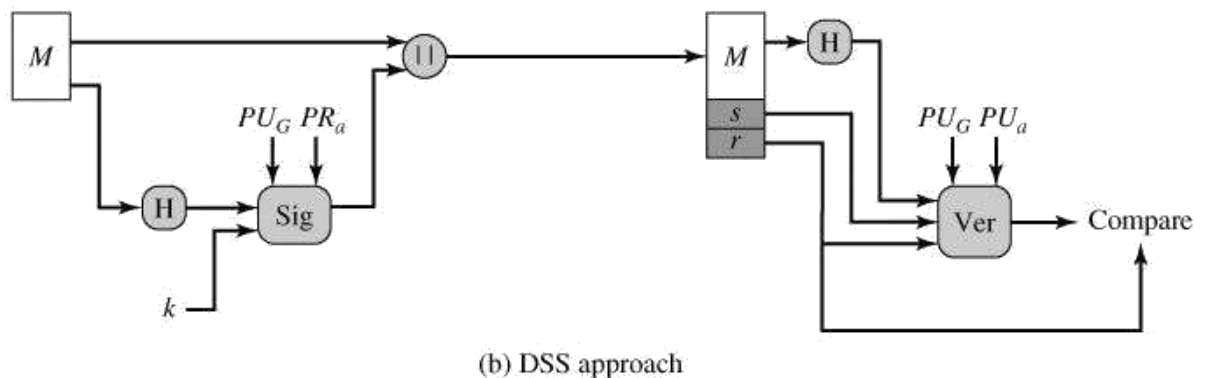 M
||
M
H
s
r
PU_G PR_a
PU_G PU_a
H
Sig
Ver
Compare
k
(b) DSS approach